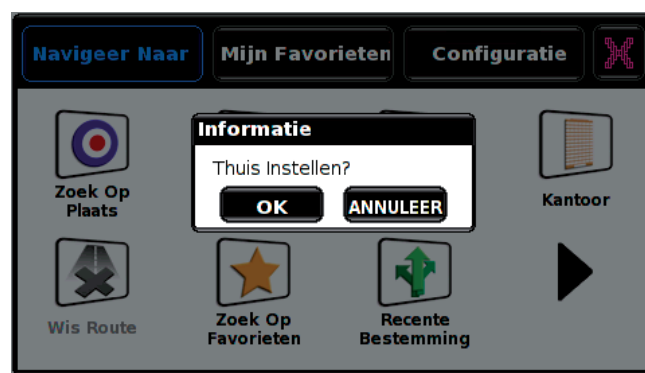 Navigeer Naar
Mijn Favorieten
Configuratie
Informatie
Thuis Instellen?
OK
ANNULEER
Zoek Op
Plaats
Kantoor
Wis Route
Zoek Op
Favorieten
Recente
Bestemming